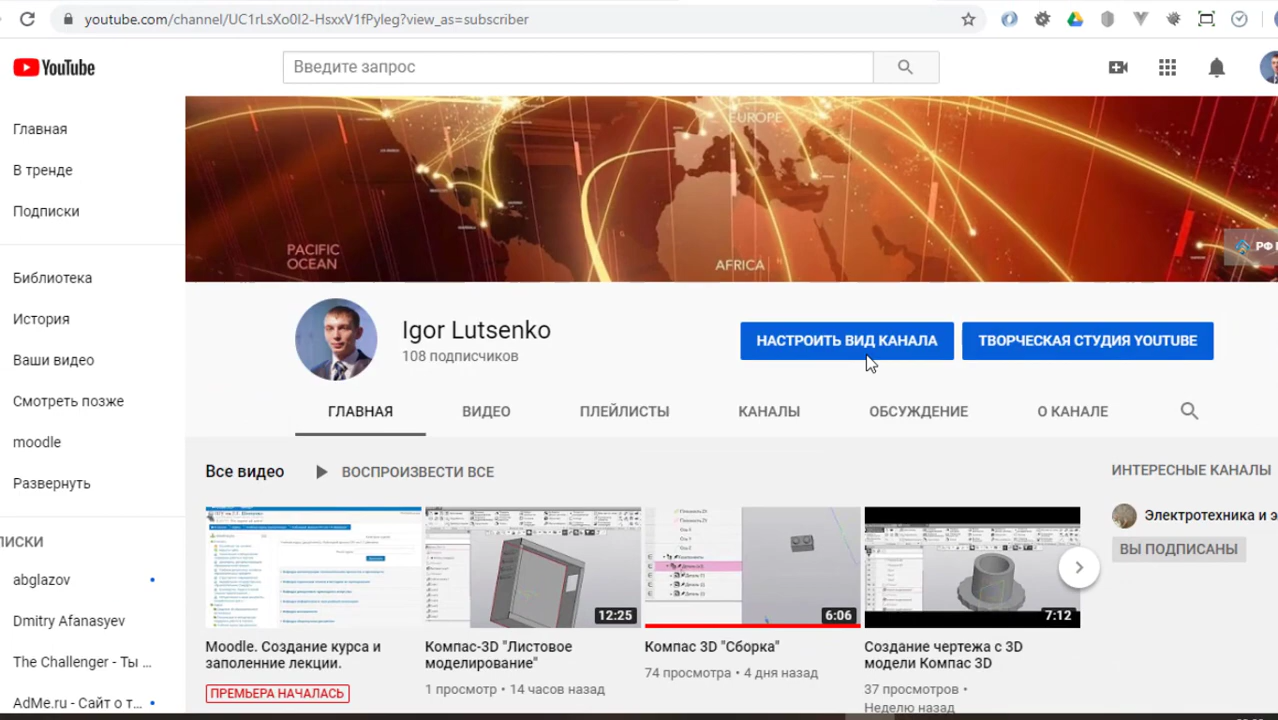 youtube.com/channel/UC1rLsXo0I2-HsxxV1fPyleg?view_as=subscriber
YouTube
Введите запрос
Главная
В тренде
Подписки
Библиотека
История
Ваши видео
Смотреть позже
moodle
Развернуть
ПИСКИ
abglazov
Dmitry Afanasyev
The Challenger - Ты ...
AdMe.ru - Сайт о т...
EUROPE
PACIFIC
OCEAN
AFRICA
РФ
Igor Lutsenko
108 подписчиков
НАСТРОИТЬ ВИД КАНАЛА
ТВОРЧЕСКАЯ СТУДИЯ YOUTUBE
ГЛАВНАЯ
ВИДЕО
ПЛЕЙЛИСТЫ
КАНАЛЫ
ОБСУЖДЕНИЕ
О КАНАЛЕ
Все видео
ВОСПРОИЗВЕСТИ ВСЕ
12:25
6:06
7:12
Moodle. Создание курса и
заполенние лекции.
ПРЕМЬЕРА НАЧАЛАСЬ
Компас-3D "Листовое
моделирование"
1 просмотр • 14 часов назад
Компас 3D "Сборка"
74 просмотра • 4 дня назад
Создание чертежа с 3D
модели Компас 3D
37 просмотров •
Неделю назад
ИНТЕРЕСНЫЕ КАНАЛЫ
Электротехника и э
ВЫ ПОДПИСАНЫ